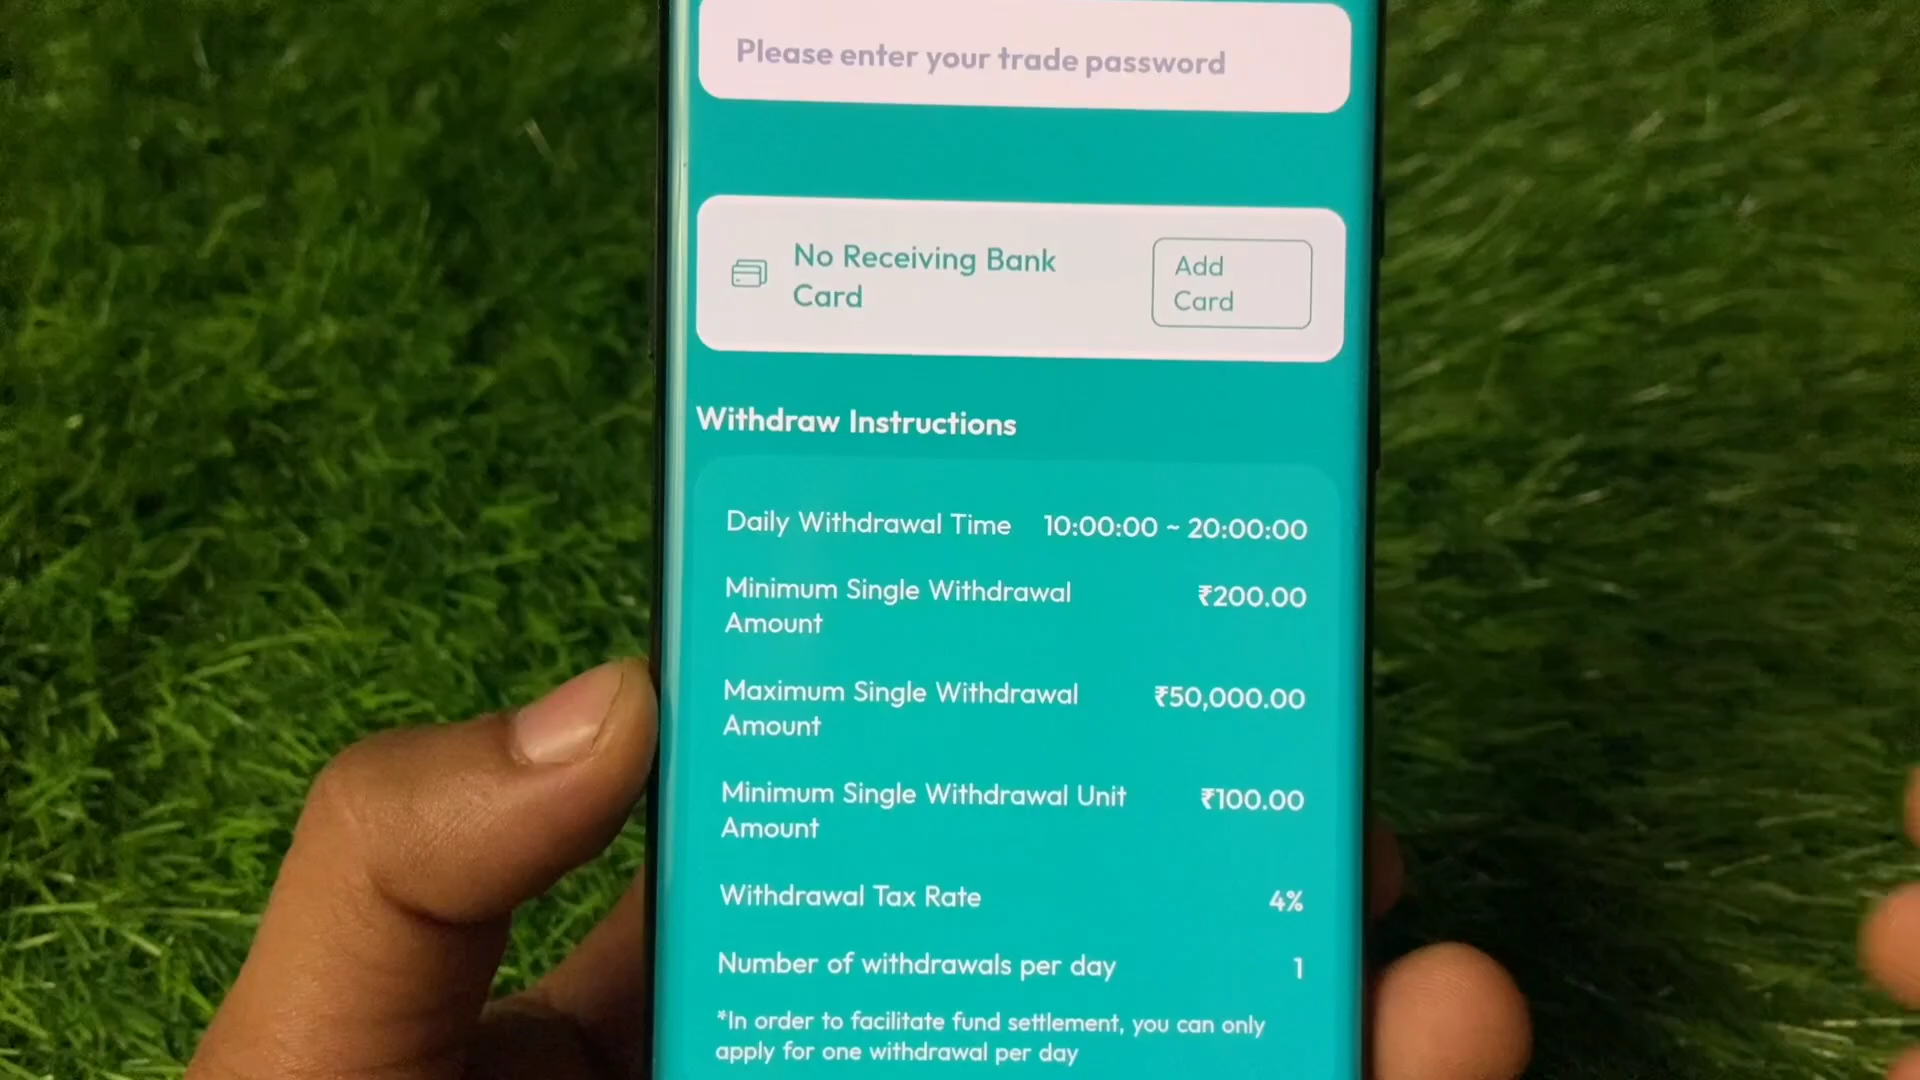 Please enter your trade password
No Receiving Bank
Card
Add
Card
Withdraw Instructions
Daily Withdrawal Time 10:00:00 ~ 20:00:00
Minimum Single Withdrawal
Amount
₹200.00
Maximum Single Withdrawal
Amount
₹50,000.00
Minimum Single Withdrawal Unit
Amount
₹100.00
Withdrawal Tax Rate 4%
Number of withdrawals per day 1
*In order to facilitate fund settlement, you can only
apply for one withdrawal per day